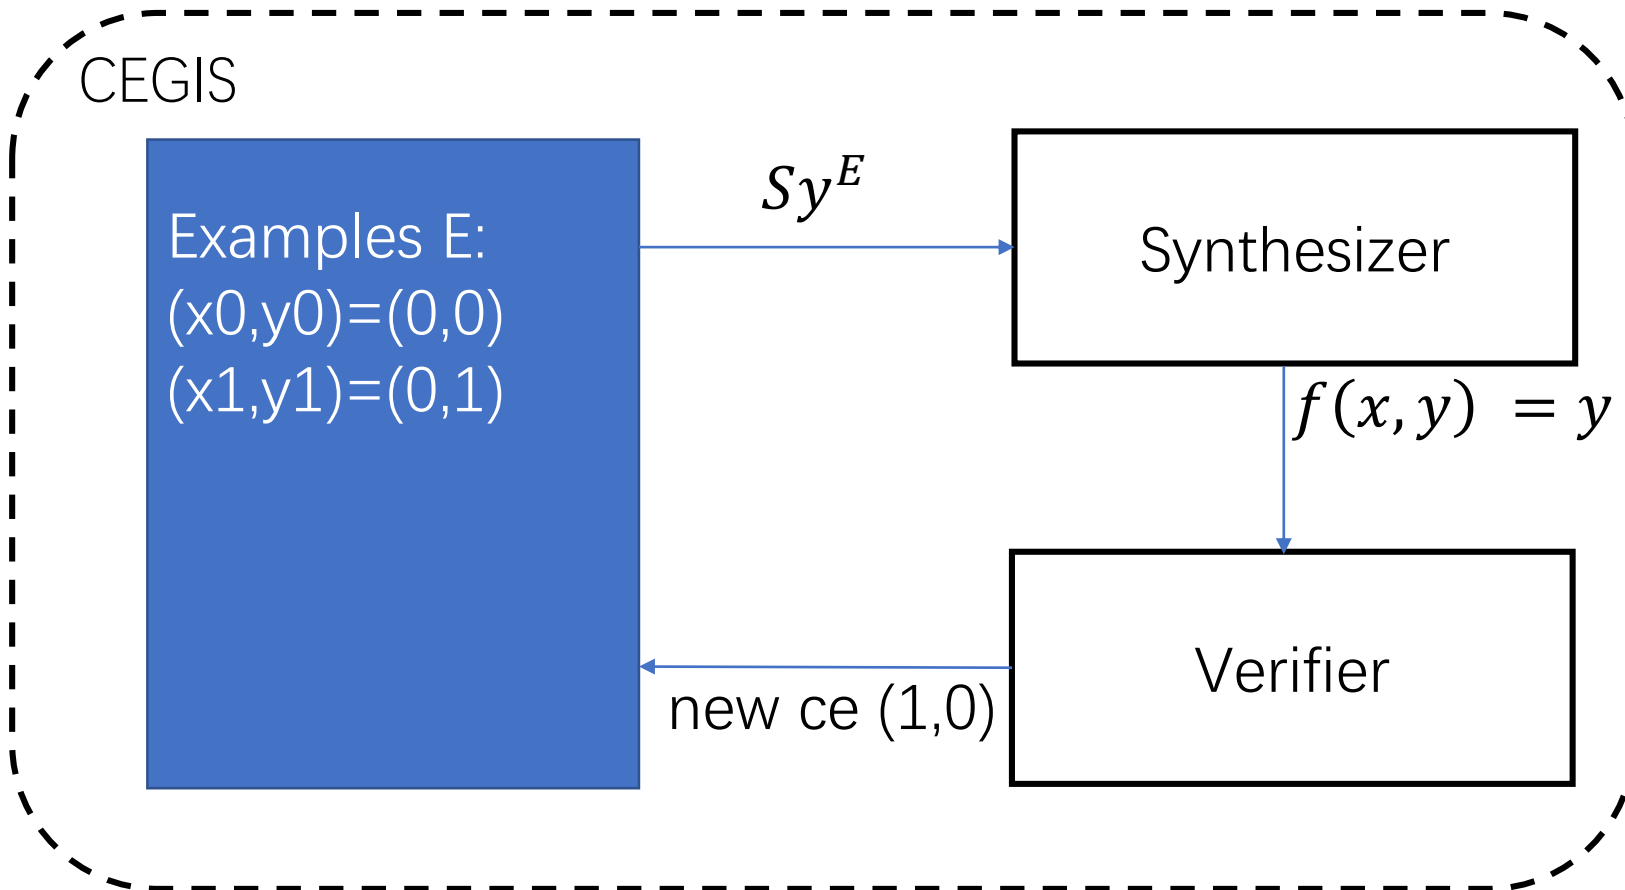 CEGIS
Examples E:
(x0,y0)=(0,0)
(x1,y1)=(0,1)
$Sy^E$
Synthesizer
$f(x,y) = y$
Verifier
new ce (1,0)